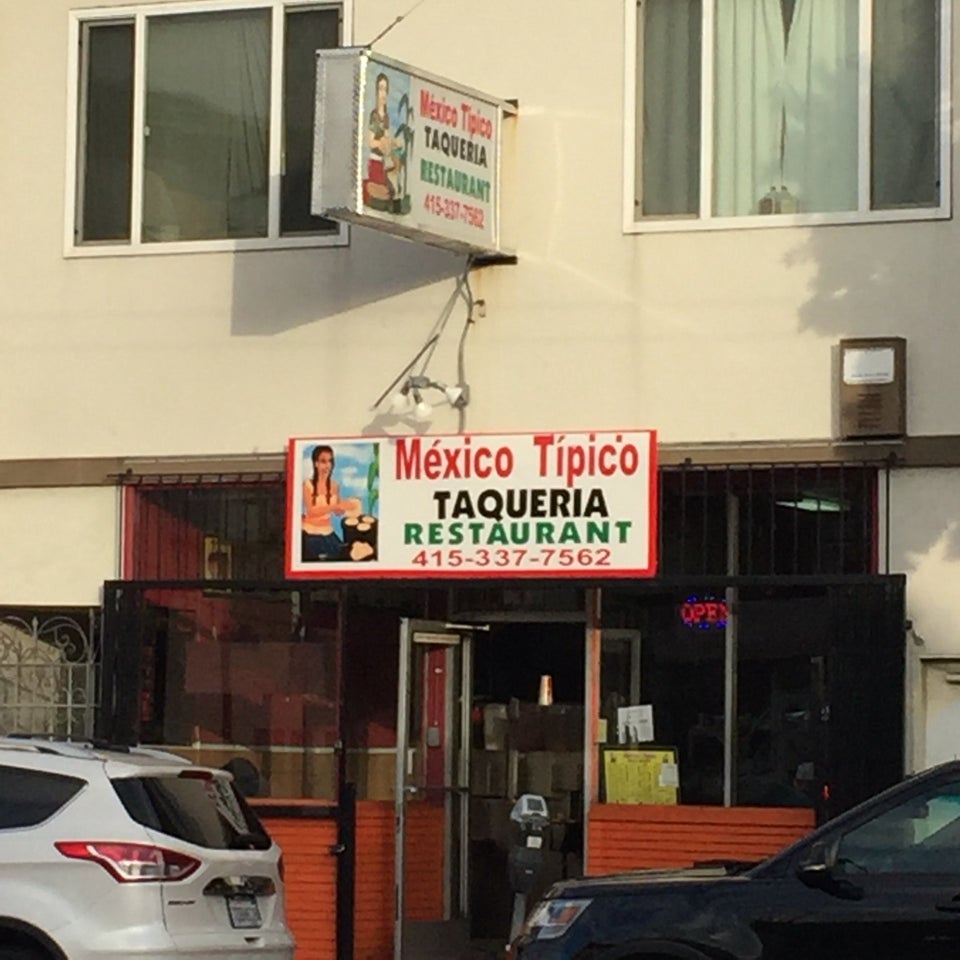 México Típico
TAQUERIA
RESTAURANT
415-337-7562
México Típico
TAQUERIA
RESTAURANT
415-337-7562
OPEN